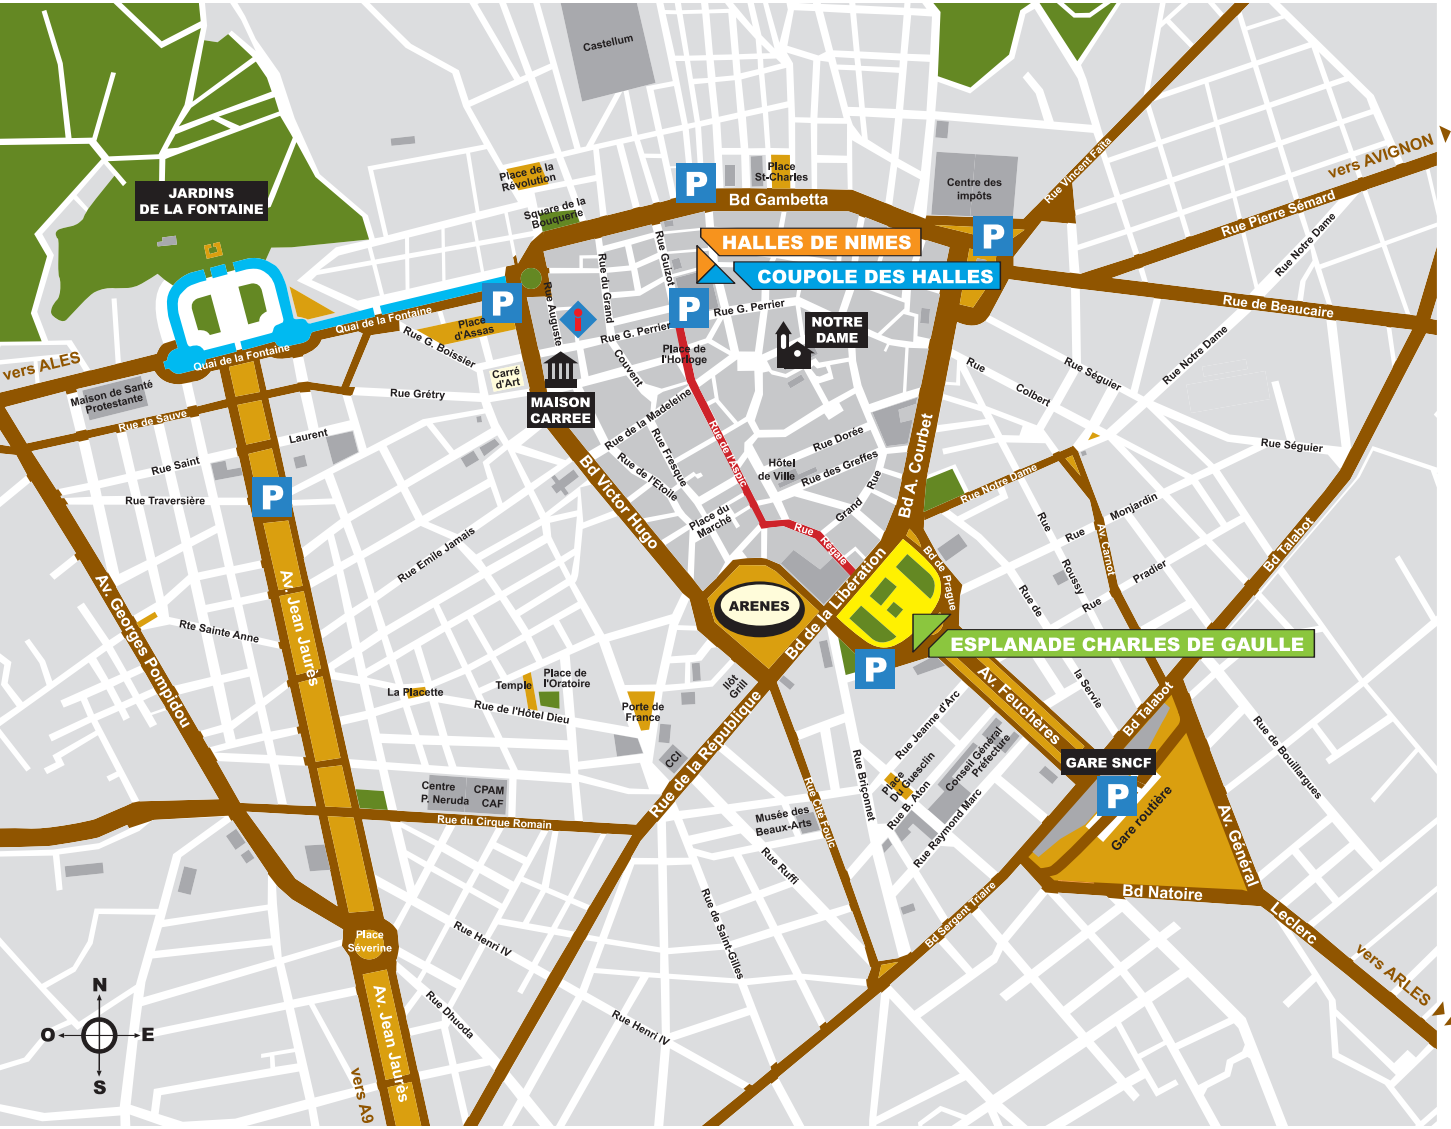 Castellum
JARDINS
DE LA FONTAINE
Place de la
Révolution
Square de la
Bouquerie
P
Place
St-Charles
Bd Gambetta
Centre des
impôts
Rue Vincent Faïta
vers AVIGNON
Rue Pierre Sémard
Rue Notre Dame
P
HALLES DE NIMES
COUPOLE DES HALLES
Rue Guizot
Rue du Grand
Couvent
Rue Auguste
i
P
P
Rue G. Perrier
Rue G. Perrier
NOTRE
DAME
Rue de Beaucaire
vers ALES
Quai de la Fontaine
Quai de la Fontaine
Place
d'Assas
Rue G. Boissier
Place de
l'Horloge
Carré
d'Art
MAISON
CARREE
Maison de Santé
Protestante
Rue de Sauve
Rue Grétry
Rue
Colbert
Rue Séguier
Rue Notre Dame
Rue Séguier
Laurent
Rue Saint
Rue Traversière
P
Rue de la Madeleine
Rue Fresque
Rue de l'Etoile
Rue de l'Aspic
Rue Dorée
Rue des Greffes
Hôtel
de Ville
Grand
Rue
Bd A. Courbet
Rue Notre Dame
Bd Victor Hugo
Place du
Marché
Rue
Régale
Rue Emile Jamais
Av. Georges Pompidou
Av. Jean Jaurès
Rte Sainte Anne
ARENES
Bd de la Libération
Bd de Prague
Rue
Monjardin
Rue
Roussy
Av. Carnot
Rue
Pradier
Bd Talabot
Rue de
la Servie
ESPLANADE CHARLES DE GAULLE
P
La Placette
Temple
Place de
l'Oratoire
Rue de l'Hôtel Dieu
Porte de
France
Ilôt
Grill
CCI
Rue de la République
Av. Feuchères
Rue Jeanne d'Arc
Bd Talabot
Rue de Bouillargues
GARE SNCF
P
Gare routière
Conseil Général
Préfecture
Place
Du Guesclin
Rue B. Aton
Rue Raymond Marc
Rue Briçonnet
Rue Cité Foulc
Musée des
Beaux-Arts
Rue Ruffi
Centre
P. Neruda
CPAM
CAF
Rue du Cirque Romain
Av. Général
Leclerc
Bd Natoire
Bd Sergent Triaire
Rue de Saint-Gilles
Place
Séverine
Rue Henri IV
Rue Henri IV
Rue Dhuoda
Av. Jean Jaurès
vers A9
vers ARLES
N
O
E
S